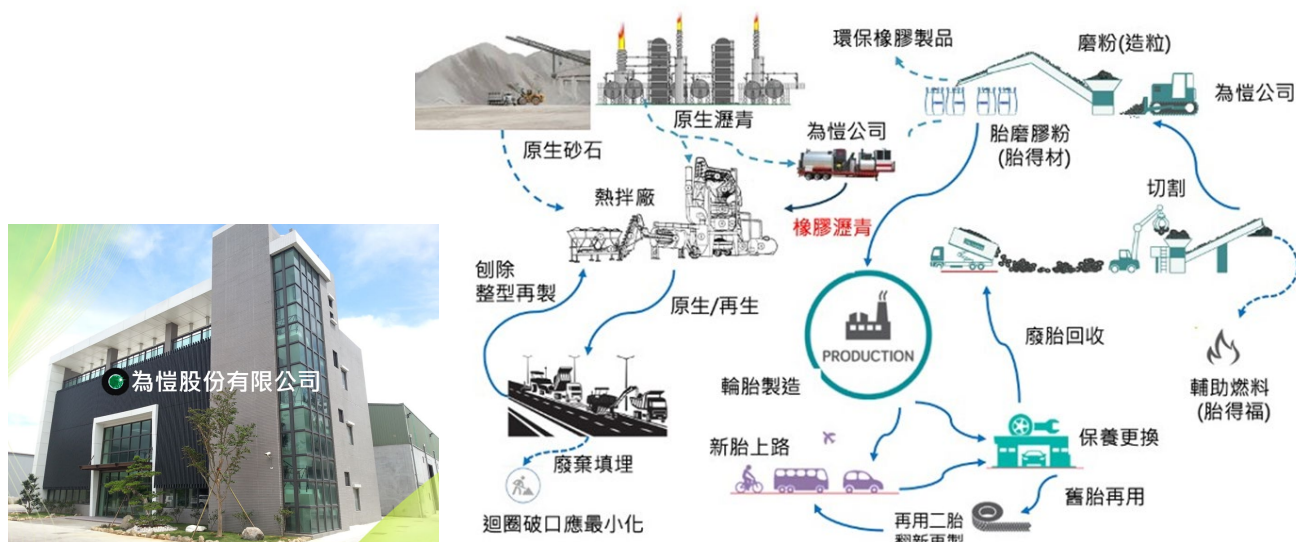 為愷股份有限公司
原生砂石
原生瀝青
環保橡膠製品
磨粉(造粒)
為愷公司
為愷公司
胎磨膠粉
(胎得材)
熱拌廠
橡膠瀝青
切割
刨除
整型再製
原生/再生
PRODUCTION
廢胎回收
輔助燃料
(胎得福)
輪胎製造
新胎上路
保養更換
廢棄填埋
舊胎再用
迴圈破口應最小化
再用二胎
翻新再製